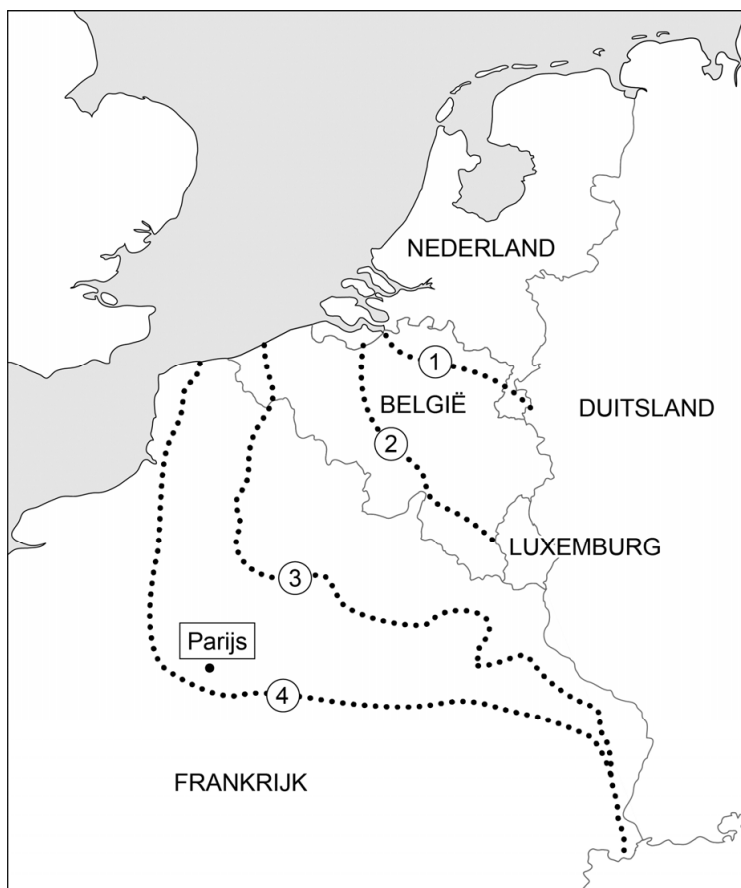 NEDERLAND
1
BELGIË
DUITSLAND
2
LUXEMBURG
3
Parijs
4
FRANKRIJK